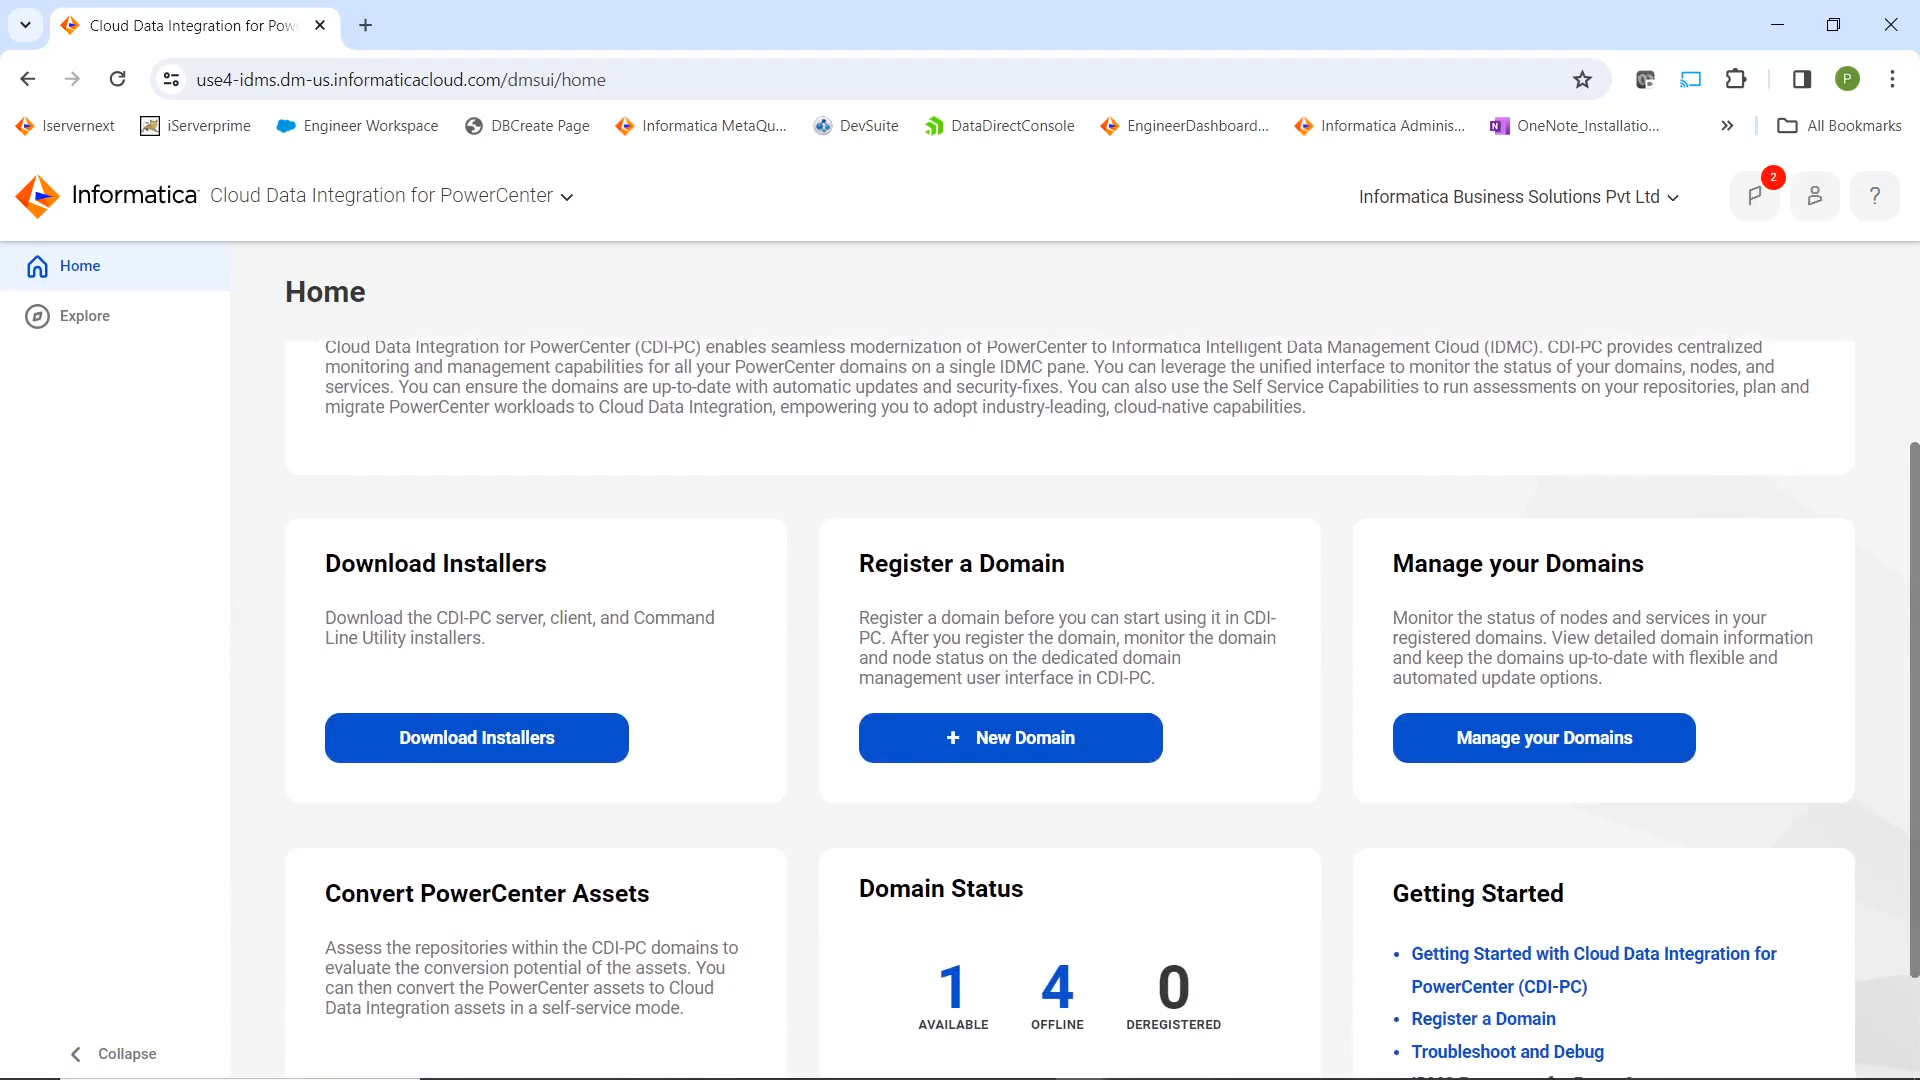 Cloud Data Integration for Pow
use4-idms.dm-us.informaticacloud.com/dmsui/home
P
Iservernext
iServerprime
Engineer Workspace
DBCreate Page
Informatica MetaQu...
DevSuite
DataDirectConsole
EngineerDashboard...
Informatica Adminis...
OneNote_Installatio...
All Bookmarks
Informatica Cloud Data Integration for PowerCenter
Informatica Business Solutions Pvt Ltd
2
?
Home
Explore
Collapse
Home
Cloud Data Integration for PowerCenter (CDI-PC) enables seamless modernization of PowerCenter to Informatica Intelligent Data Management Cloud (IDMC). CDI-PC provides centralized
monitoring and management capabilities for all your PowerCenter domains on a single IDMC pane. You can leverage the unified interface to monitor the status of your domains, nodes, and
services. You can ensure the domains are up-to-date with automatic updates and security-fixes. You can also use the Self Service Capabilities to run assessments on your repositories, plan and
migrate PowerCenter workloads to Cloud Data Integration, empowering you to adopt industry-leading, cloud-native capabilities.
Download Installers
Download the CDI-PC server, client, and Command
Line Utility installers.
Download Installers
Register a Domain
Register a domain before you can start using it in CDI-
PC. After you register the domain, monitor the domain
and node status on the dedicated domain
management user interface in CDI-PC.
+ New Domain
Manage your Domains
Monitor the status of nodes and services in your
registered domains. View detailed domain information
and keep the domains up-to-date with flexible and
automated update options.
Manage your Domains
Convert PowerCenter Assets
Assess the repositories within the CDI-PC domains to
evaluate the conversion potential of the assets. You
can then convert the PowerCenter assets to Cloud
Data Integration assets in a self-service mode.
Domain Status
1
AVAILABLE
4
OFFLINE
0
DEREGISTERED
Getting Started
• Getting Started with Cloud Data Integration for
PowerCenter (CDI-PC)
• Register a Domain
• Troubleshoot and Debug